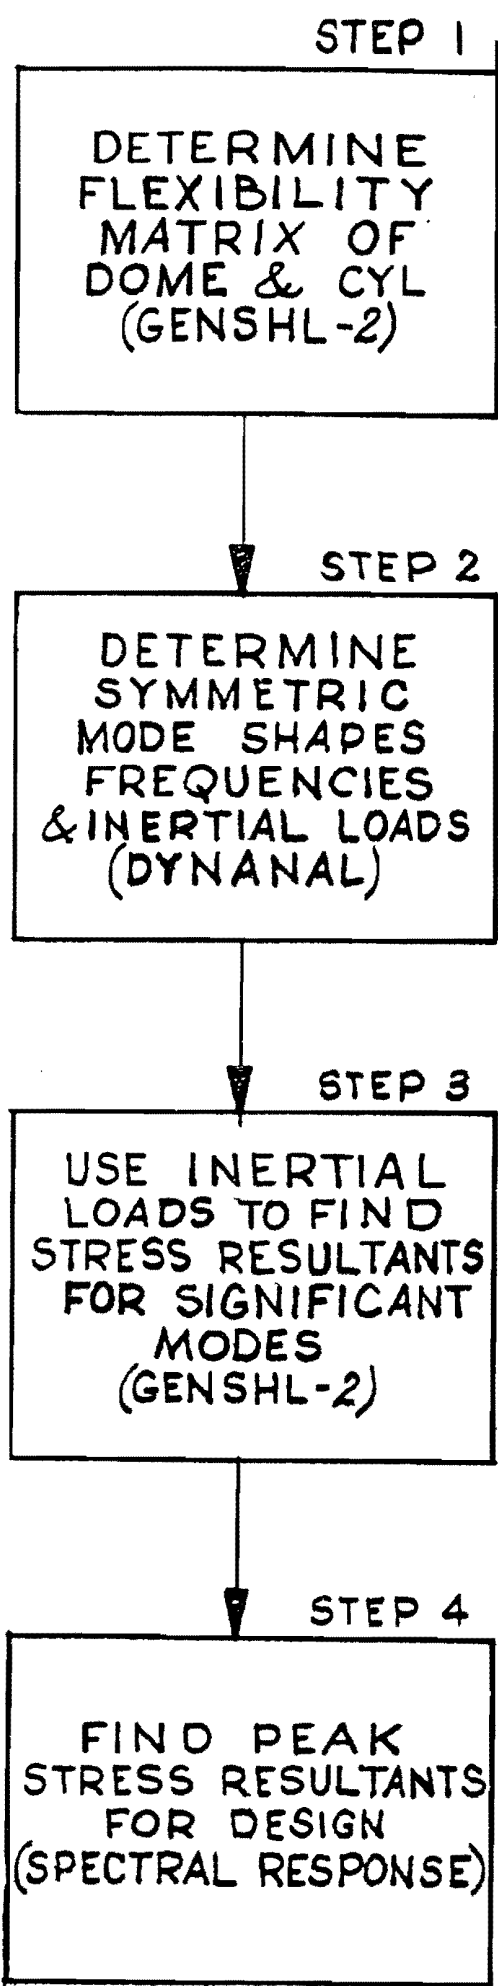 STEP 1
DETERMINE
FLEXIBILITY
MATRIX OF
DOME & CYL
(GENSHL-2)
STEP 2
DETERMINE
SYMMETRIC
MODE SHAPES
FREQUENCIES
& INERTIAL LOADS
(DYNANAL)
STEP 3
USE INERTIAL
LOADS TO FIND
STRESS RESULTANTS
FOR SIGNIFICANT
MODES
(GENSHL-2)
STEP 4
FIND PEAK
STRESS RESULTANTS
FOR DESIGN
(SPECTRAL RESPONSE)